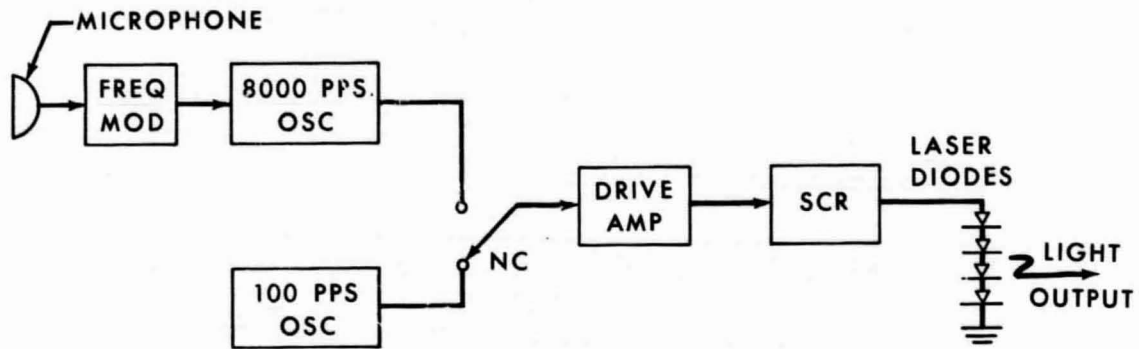 MICROPHONE
FREQ
MOD
8000 PPS.
OSC
100 PPS
OSC
NC
DRIVE
AMP
SCR
LASER
DIODES
LIGHT
OUTPUT